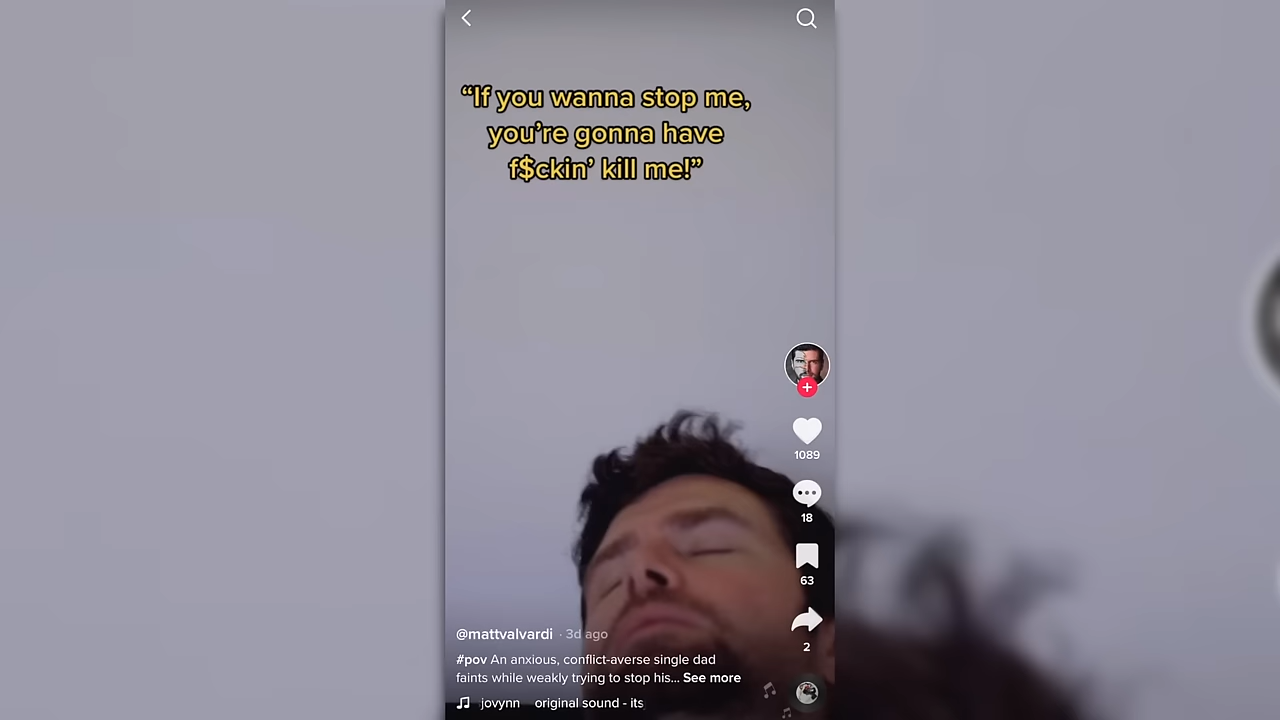 “If you wanna stop me,
you’re gonna have
f$ckin’ kill me!”
1089
18
63
2
@mattvalvardi · 3d ago
#pov An anxious, conflict-averse single dad
faints while weakly trying to stop his... See more
jovynn original sound - its